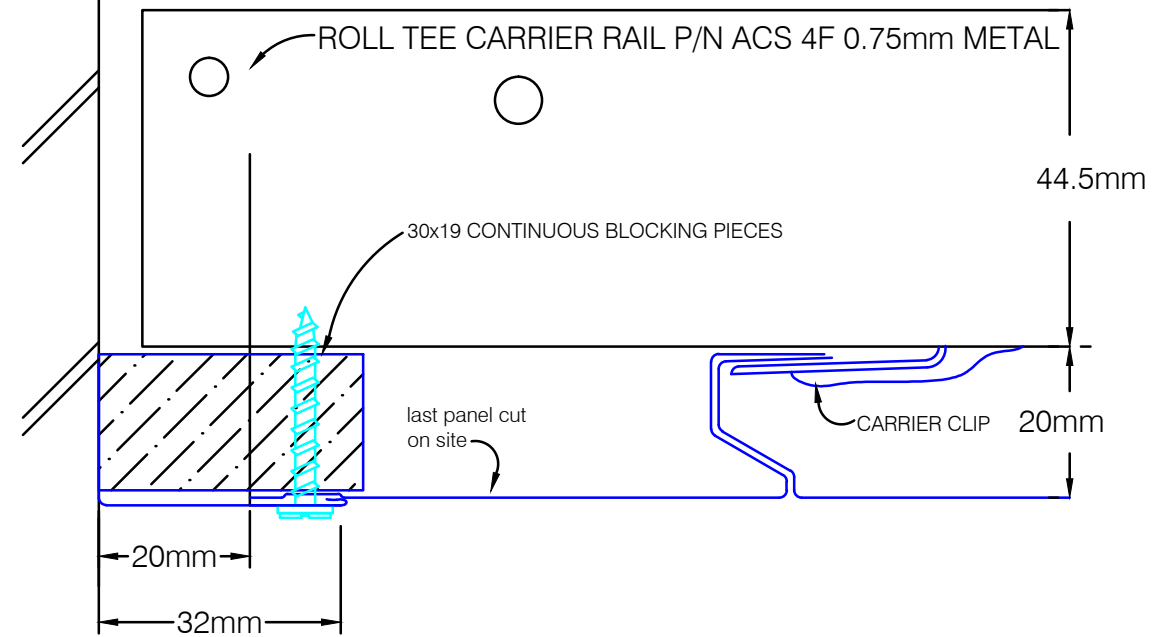 ROLL TEE CARRIER RAIL P/N ACS 4F 0.75mm METAL
44.5mm
30x19 CONTINUOUS BLOCKING PIECES
last panel cut
on site
CARRIER CLIP
20mm
20mm
32mm